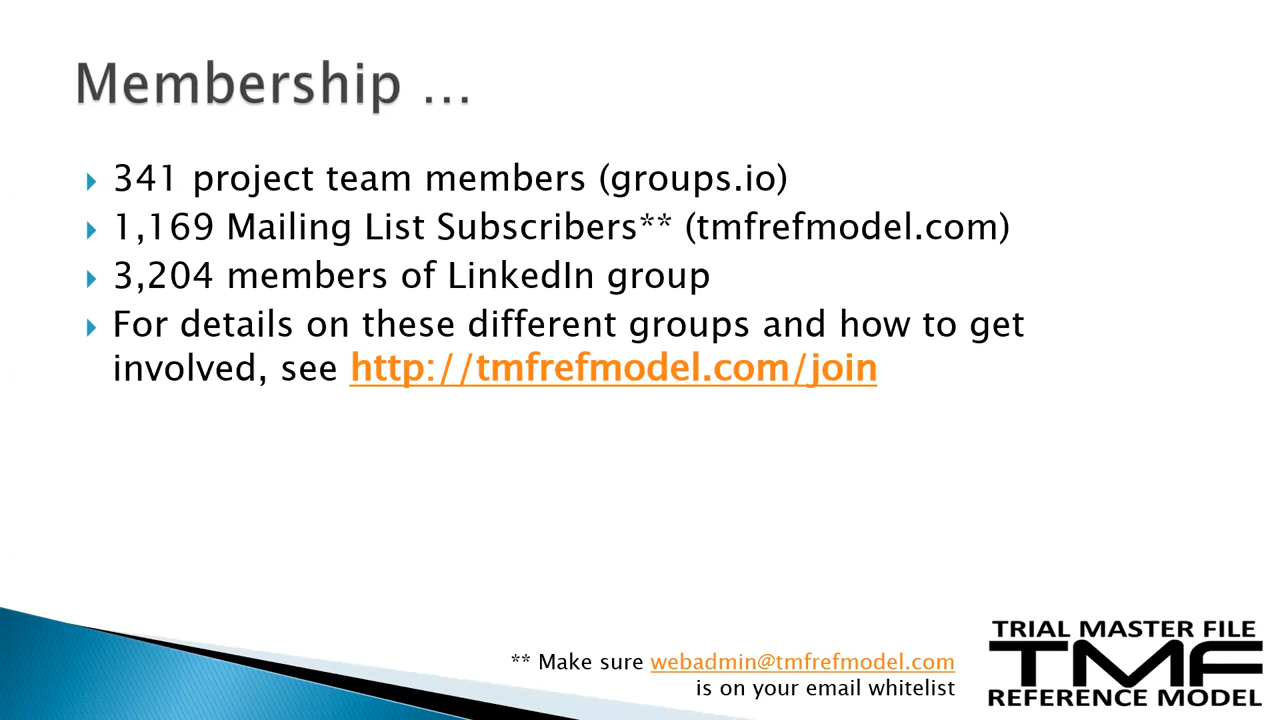 Membership …
341 project team members (groups.io)
1,169 Mailing List Subscribers** (tmfrefmodel.com)
3,204 members of LinkedIn group
For details on these different groups and how to get
involved, see http://tmfrefmodel.com/join
** Make sure webadmin@tmfrefmodel.com
is on your email whitelist
TRIAL MASTER FILE
TMF
REFERENCE MODEL